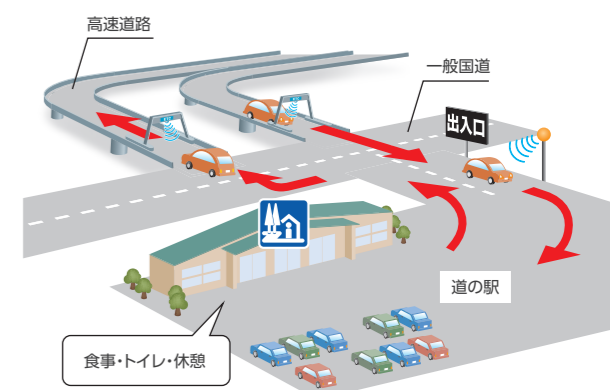 高速道路
一般国道
出入口
道の駅
食事・トイレ・休憩